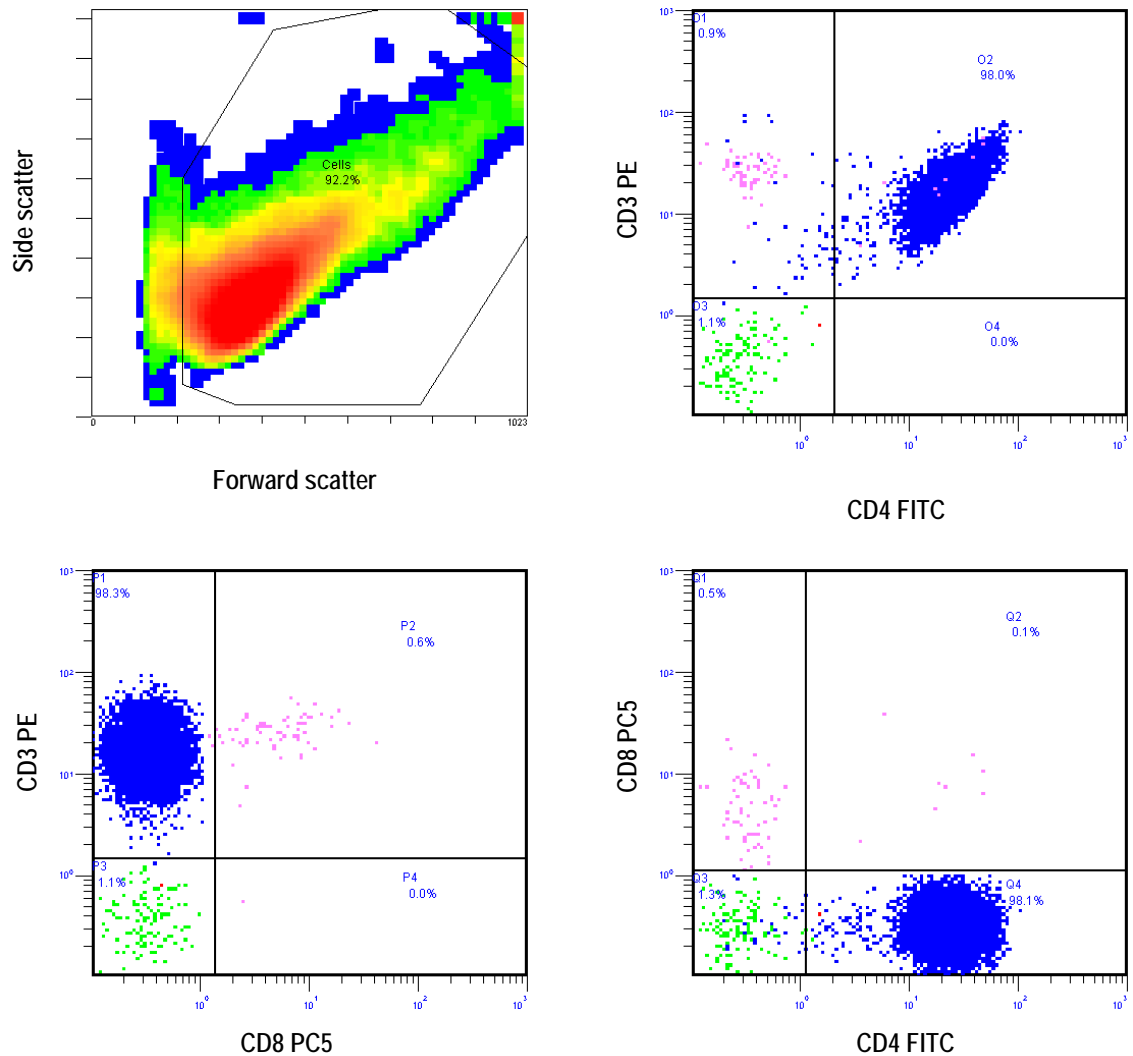 Side scatter
Cells
92.2%
0
1023
Forward scatter
CD3 PE
10³
10²
10¹
10⁰
O1
0.9%
O2
98.0%
O3
1.1%
O4
0.0%
10⁰
10¹
10²
10³
CD4 FITC
CD3 PE
10³
10²
10¹
10⁰
P1
98.3%
P2
0.6%
P3
1.1%
P4
0.0%
10⁰
10¹
10²
10³
CD8 PC5
CD8 PC5
10³
10²
10¹
10⁰
Q1
0.5%
Q2
0.1%
Q3
1.3%
Q4
98.1%
10⁰
10¹
10²
10³
CD4 FITC